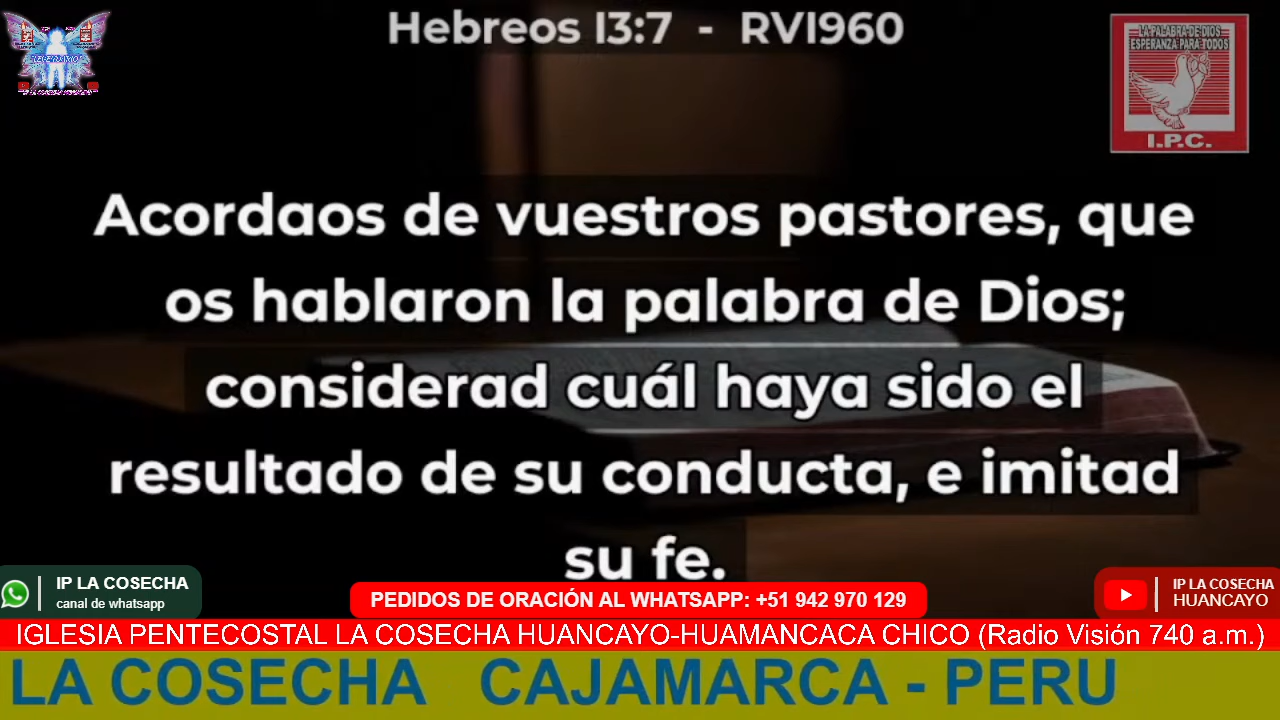 Hebreos 13:7 - RV1960
LA PALABRA DE DIOS
ESPERANZA PARA TODOS
I.P.C.
Acordaos de vuestros pastores, que
os hablaron la palabra de Dios;
considerad cuál haya sido el
resultado de su conducta, e imitad
su fe.
IP LA COSECHA
canal de whatsapp
PEDIDOS DE ORACIÓN AL WHATSAPP: +51 942 970 129
IP LA COSECHA
HUANCAYO
IGLESIA PENTECOSTAL LA COSECHA HUANCAYO-HUAMANCACA CHICO (Radio Visión 740 a.m.)
LA COSECHA CAJAMARCA - PERU